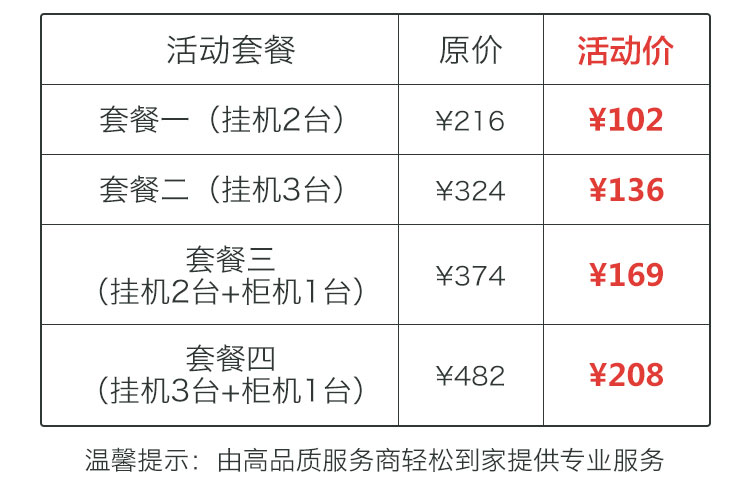 活动套餐 原价 活动价
套餐一（挂机2台） ¥216 ¥102
套餐二（挂机3台） ¥324 ¥136
套餐三
（挂机2台+柜机1台） ¥374 ¥169
套餐四
（挂机3台+柜机1台） ¥482 ¥208
温馨提示：由高品质服务商轻松到家提供专业服务